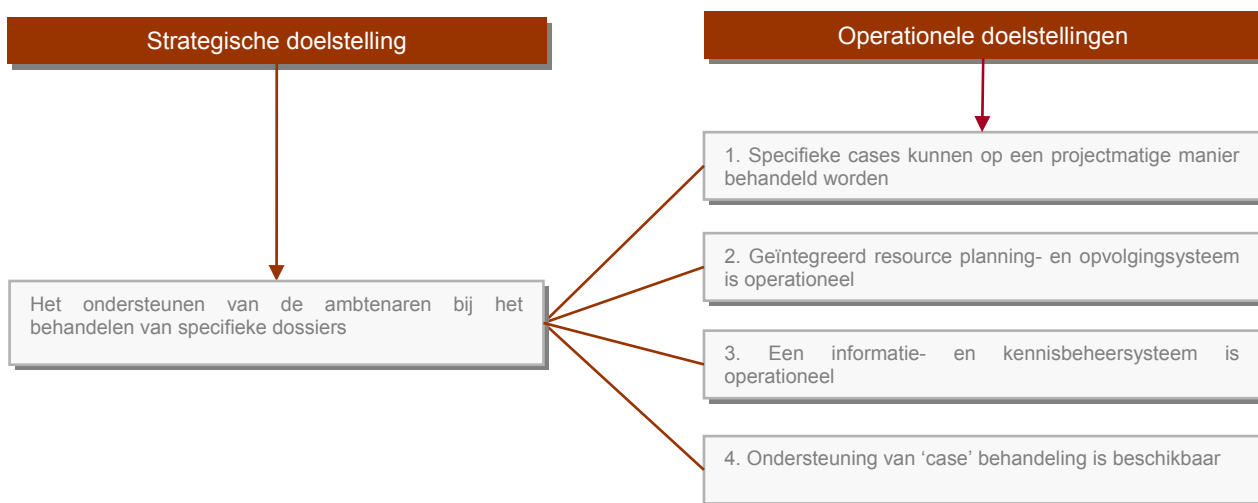 Strategische doelstelling
Operationele doelstellingen
Het ondersteunen van de ambtenaren bij het
behandelen van specifieke dossiers
1. Specifieke cases kunnen op een projectmatige manier
behandeld worden
2. Geïntegreerd resource planning- en opvolgingsysteem
is operationeel
3. Een informatie- en kennisbeheersysteem is
operationeel
4. Ondersteuning van ‘case’ behandeling is beschikbaar